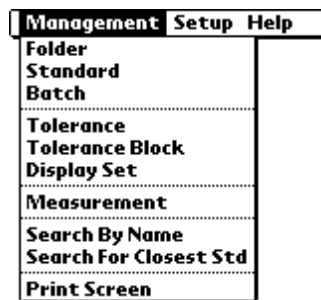 Management Setup Help
Folder
Standard
Batch
Tolerance
Tolerance Block
Display Set
Measurement
Search By Name
Search For Closest Std
Print Screen